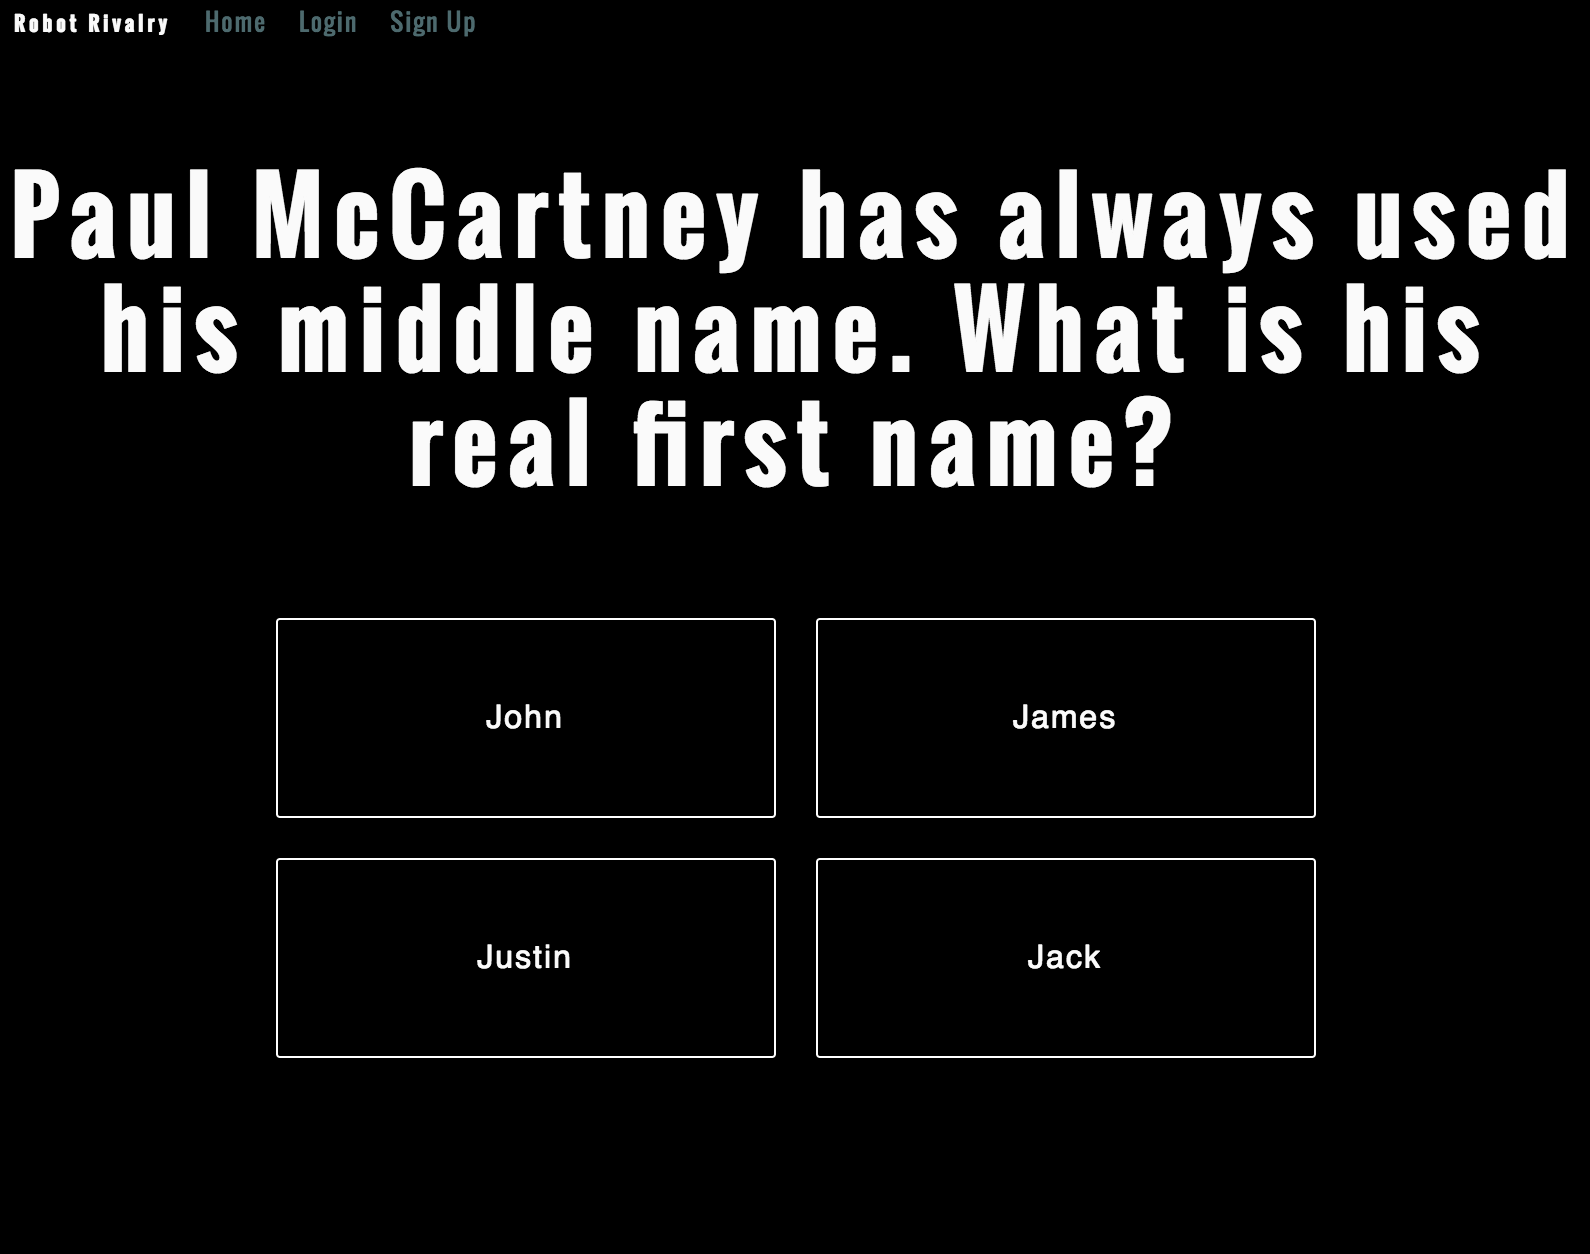 Robot Rivalry Home Login Sign Up
Paul McCartney has always used
his middle name. What is his
real first name?
John James
Justin Jack